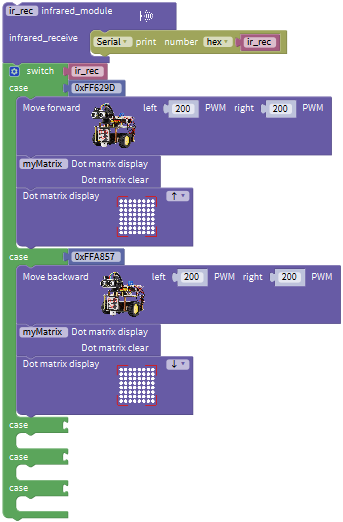 ir_rec infrared_module
infrared_receive Serial print number hex ir_rec
switch ir_rec
case 0xFF629D
Move forward left 200 PWM right 200 PWM
myMatrix Dot matrix display
Dot matrix clear
Dot matrix display ↑
case 0xFFA857
Move backward left 200 PWM right 200 PWM
myMatrix Dot matrix display
Dot matrix clear
Dot matrix display ↓
case
case
case